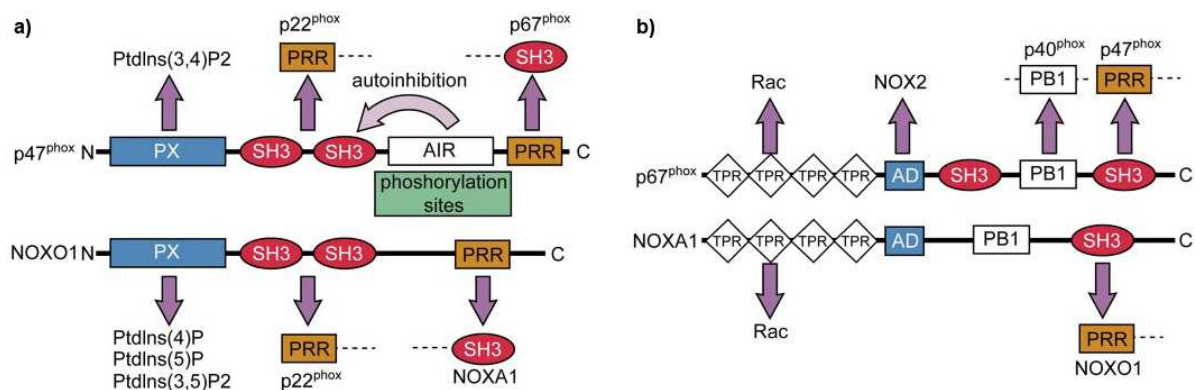 a)
p22phox
PtdIns(3,4)P2
PRR
p67phox
SH3
autoinhibition
p47phox N PX SH3 SH3 AIR PRR C
phoshorylation
sites
NOXO1 N PX SH3 SH3 PRR C
PtdIns(4)P
PtdIns(5)P
PtdIns(3,5)P2
PRR
p22phox
SH3
NOXA1
b)
p40phox p47phox
Rac NOX2 PB1 PRR
p67phox TPR TPR TPR TPR AD SH3 PB1 SH3 C
NOXA1 TPR TPR TPR TPR AD PB1 SH3 C
Rac
PRR
NOXO1